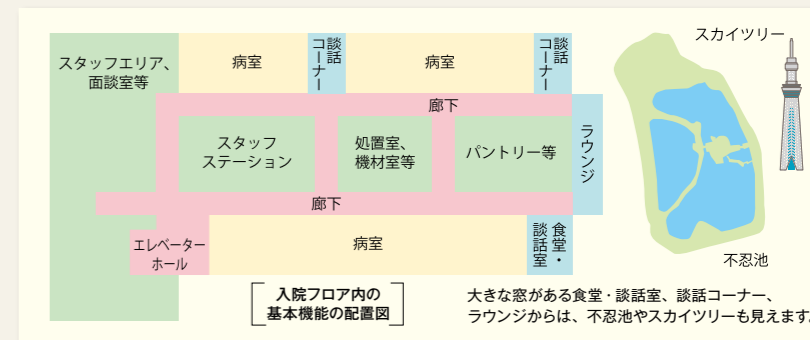 スタッフエリア、
面談室等
病室
談話
コーナー
病室
談話
コーナー
スカイツリー
廊下
スタッフ
ステーション
処置室、
機材室等
パントリー等
ラウンジ
廊下
エレベーター
ホール
病室
食堂・
談話室
不忍池
入院フロア内の
基本機能の配置図
大きな窓がある食堂・談話室、談話コーナー、
ラウンジからは、不忍池やスカイツリーも見えます。